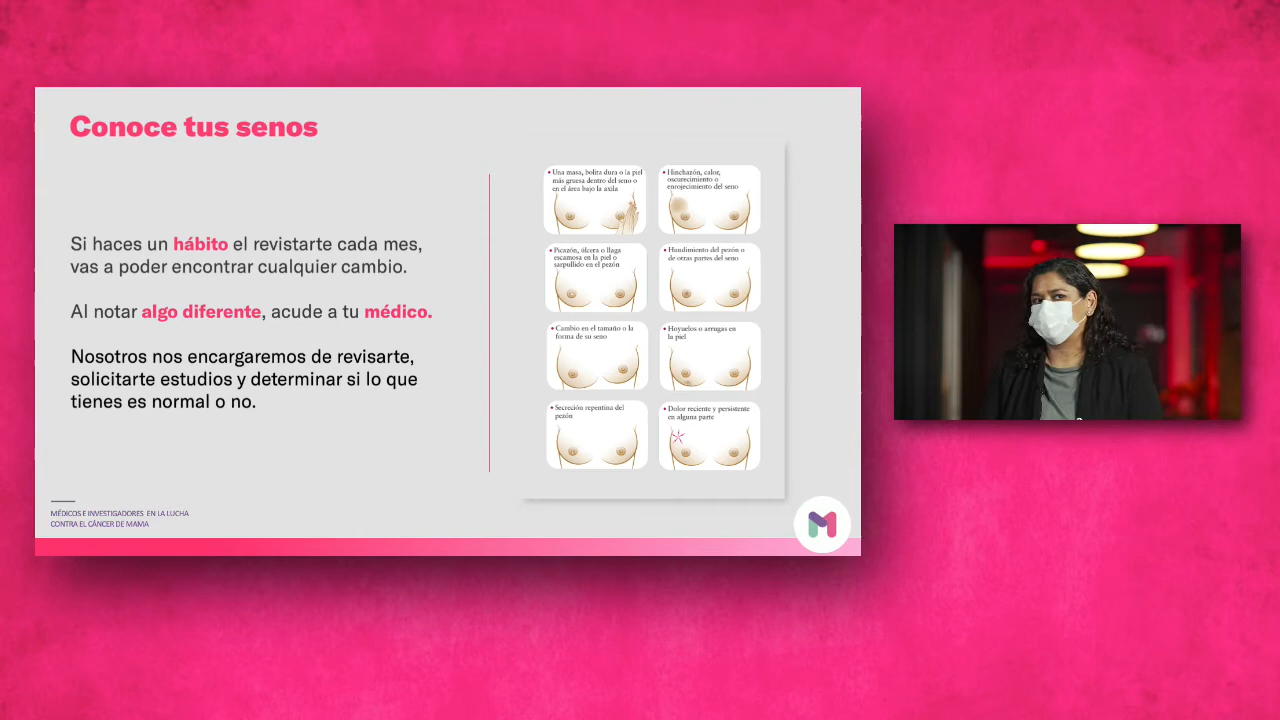 Conoce tus senos
Si haces un hábito el revistarte cada mes,
vas a poder encontrar cualquier cambio.
Al notar algo diferente, acude a tu médico.
Nosotros nos encargaremos de revisarte,
solicitarte estudios y determinar si lo que
tienes es normal o no.
• Una masa, bolita dura o la piel
más gruesa dentro del seno o
en el área bajo la axila
• Hinchazón, calor,
oscurecimiento o
enrojecimiento del seno
• Picazón, úlcera o llaga
escamosa en la piel o
sarpullido en el pezón
• Hundimiento del pezón o
de otras partes del seno
• Cambio en el tamaño o la
forma de su seno
• Hoyuelos o arrugas en
la piel
• Secreción repentina del
pezón
• Dolor reciente y persistente
en alguna parte
MÉDICOS E INVESTIGADORES EN LA LUCHA
CONTRA EL CÁNCER DE MAMA